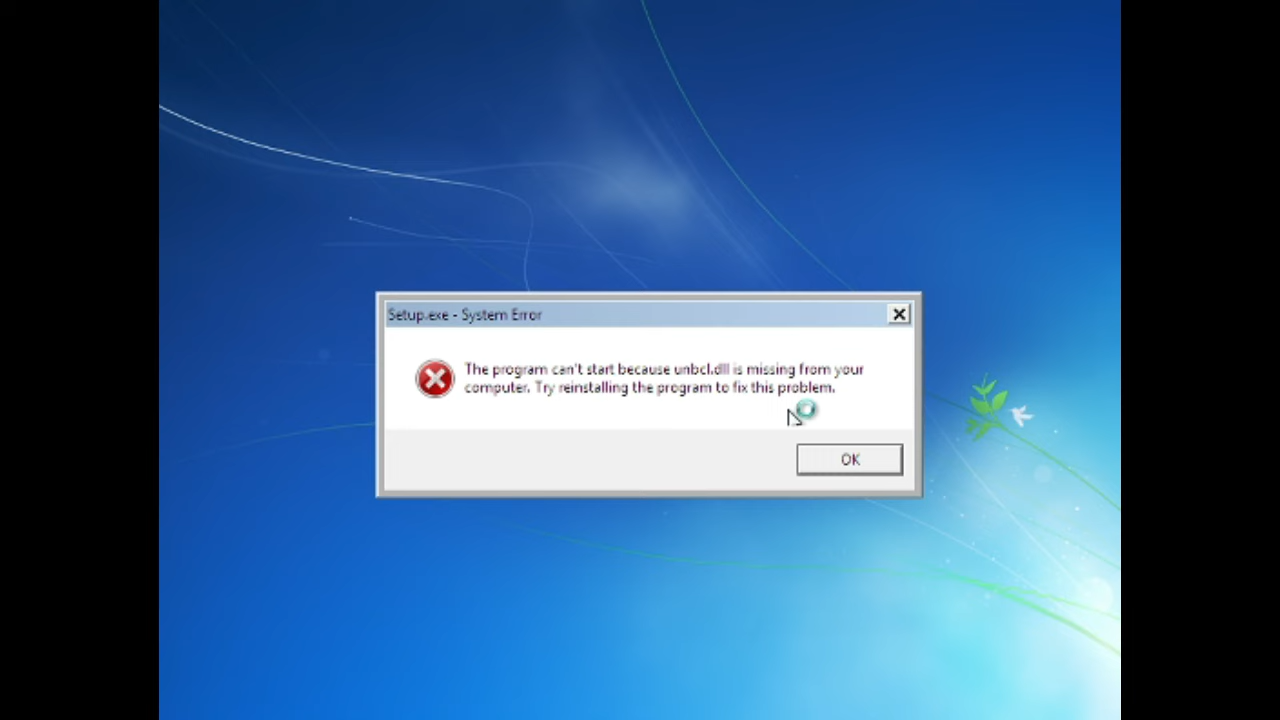 Setup.exe - System Error
The program can't start because unbcl.dll is missing from your
computer. Try reinstalling the program to fix this problem.
OK